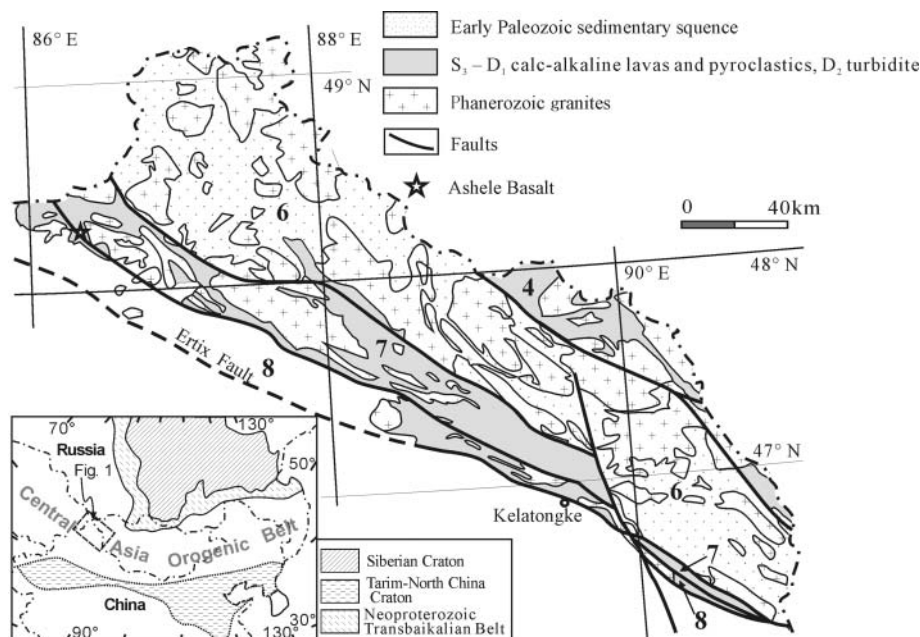 86° E
88° E
49° N
Early Paleozoic sedimentary squence
S₃ – D₁ calc-alkaline lavas and pyroclastics, D₂ turbidite
Phanerozoic granites
Faults
Ashele Basalt
0 40km
6
4
90° E
48° N
7
8
Ertix Fault
47° N
6
Kelatongke
7
8
70°
130°
Russia
Fig. 1
50°
Central Asia Orogenic Belt
China
90°
130°
30°
Siberian Craton
Tarim-North China
Craton
Neoproterozoic
Transbaikalian Belt